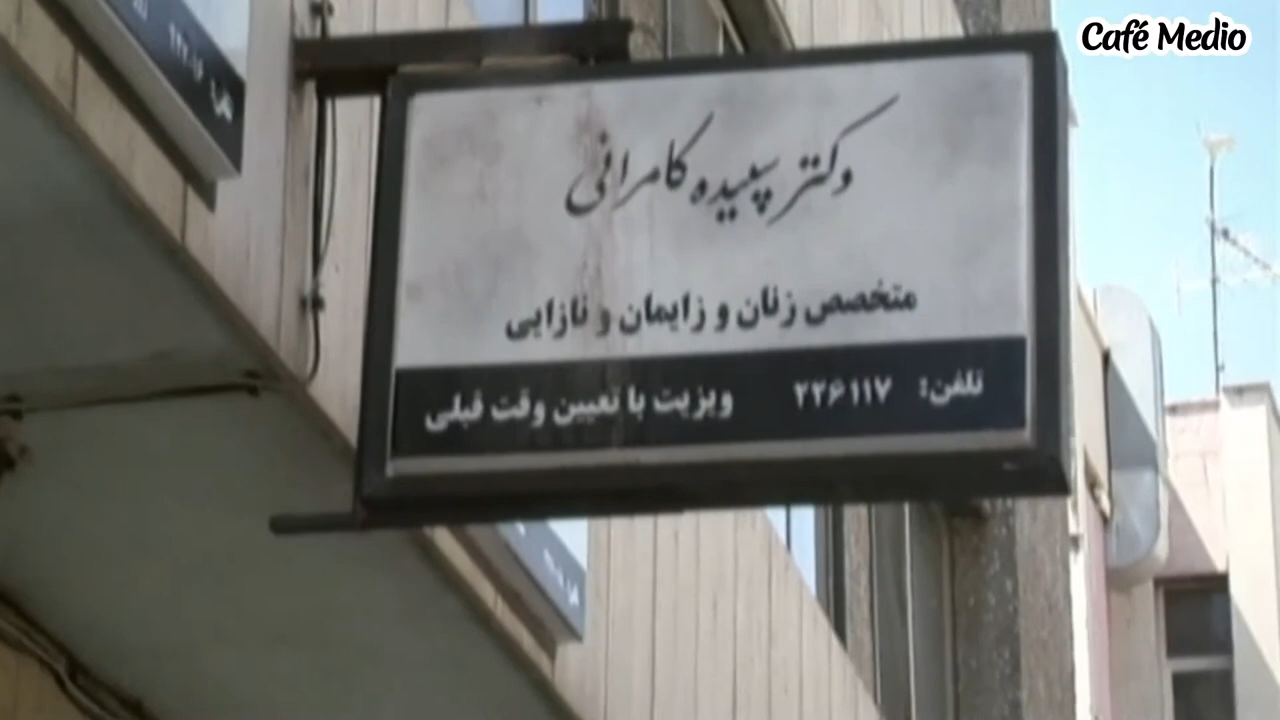 Café Medio
دکتر سپیده کامرانی
متخصص زنان و زایمان و نازایی
تلفن: ۲۲۶۱۱۷ ویزیت با تعیین وقت قبلی